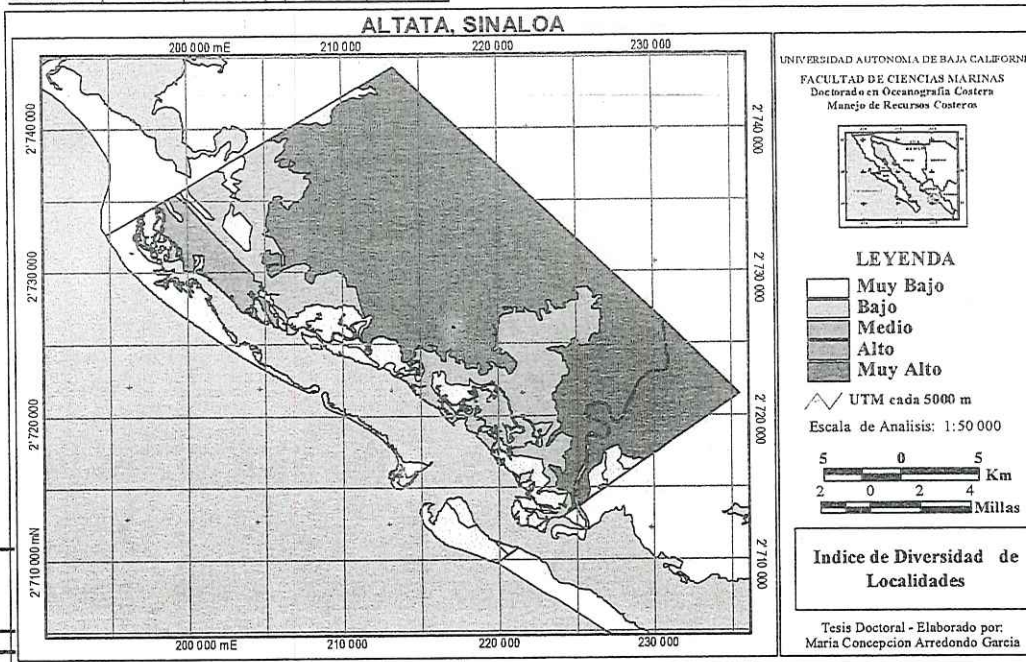 ALTATA, SINALOA
200 000 mE
210 000
220 000
230 000
2'740 000
2'730 000
2'720 000
2'710 000 mN
2'740 000
2'730 000
2'720 000
2'710 000
200 000 mE
210 000
220 000
230 000
UNIVERSIDAD AUTONOMA DE BAJA CALIFORNI
FACULTAD DE CIENCIAS MARINAS
Doctorado en Oceanografía Costera
Manejo de Recursos Costeros
LEYENDA
Muy Bajo
Bajo
Medio
Alto
Muy Alto
UTM cada 5000 m
Escala de Analisis: 1:50 000
5 0 5
Km
2 0 2 4
Millas
Indice de Diversidad de
Localidades
Tesis Doctoral - Elaborado por:
Maria Concepcion Arredondo Garcia